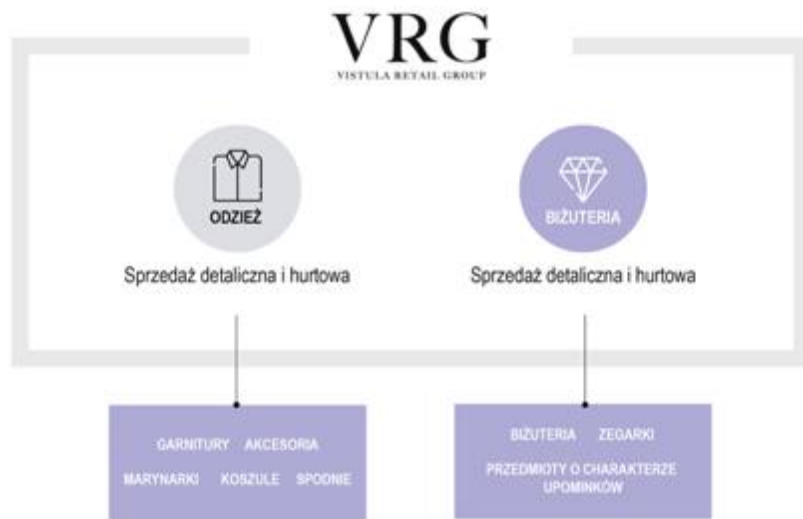 VRG
VISTULA RETAIL GROUP
ODZIEŻ
BIŻUTERIA
Sprzedaż detaliczna i hurtowa
Sprzedaż detaliczna i hurtowa
GARNITURY AKCESORIA
MARYNARKI KOSZULE SPODNIE
BIŻUTERIA ZEGARKI
PRZEDMIOTY O CHARAKTERZE
UPOMINKÓW